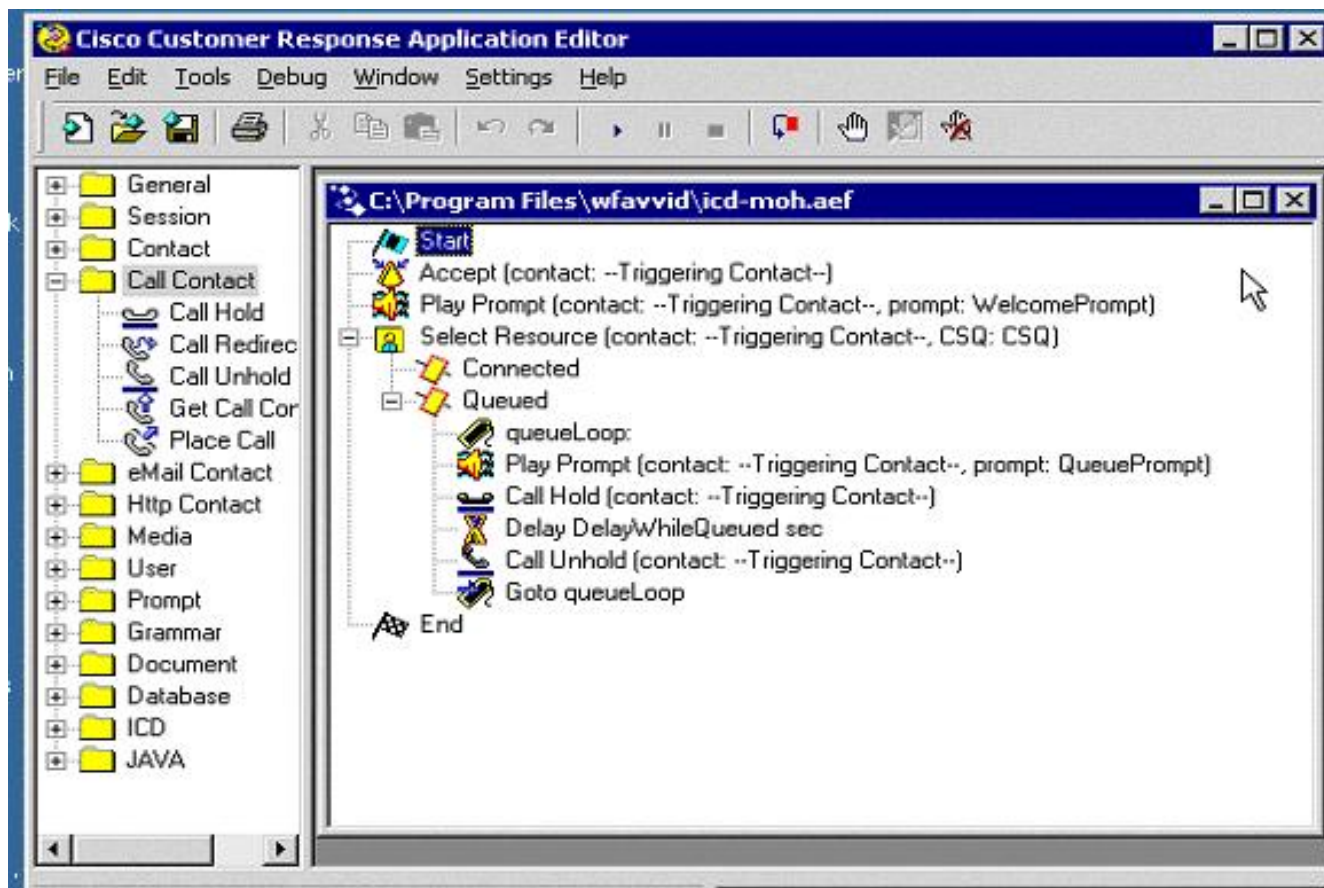 Cisco Customer Response Application Editor
File Edit Tools Debug Window Settings Help
General
Session
Contact
Call Contact
Call Hold
Call Redirec
Call Unhold
Get Call Cor
Place Call
eMail Contact
Http Contact
Media
User
Prompt
Grammar
Document
Database
ICD
JAVA
C:\Program Files\wfavvid\icd-moh.aef
Start
Accept (contact: --Triggering Contact--)
Play Prompt (contact: --Triggering Contact--, prompt: WelcomePrompt)
Select Resource (contact: --Triggering Contact--, CSQ: CSQ)
Connected
Queued
queueLoop:
Play Prompt (contact: --Triggering Contact--, prompt: QueuePrompt)
Call Hold (contact: --Triggering Contact--)
Delay DelayWhileQueued sec
Call Unhold (contact: --Triggering Contact--)
Goto queueLoop
End